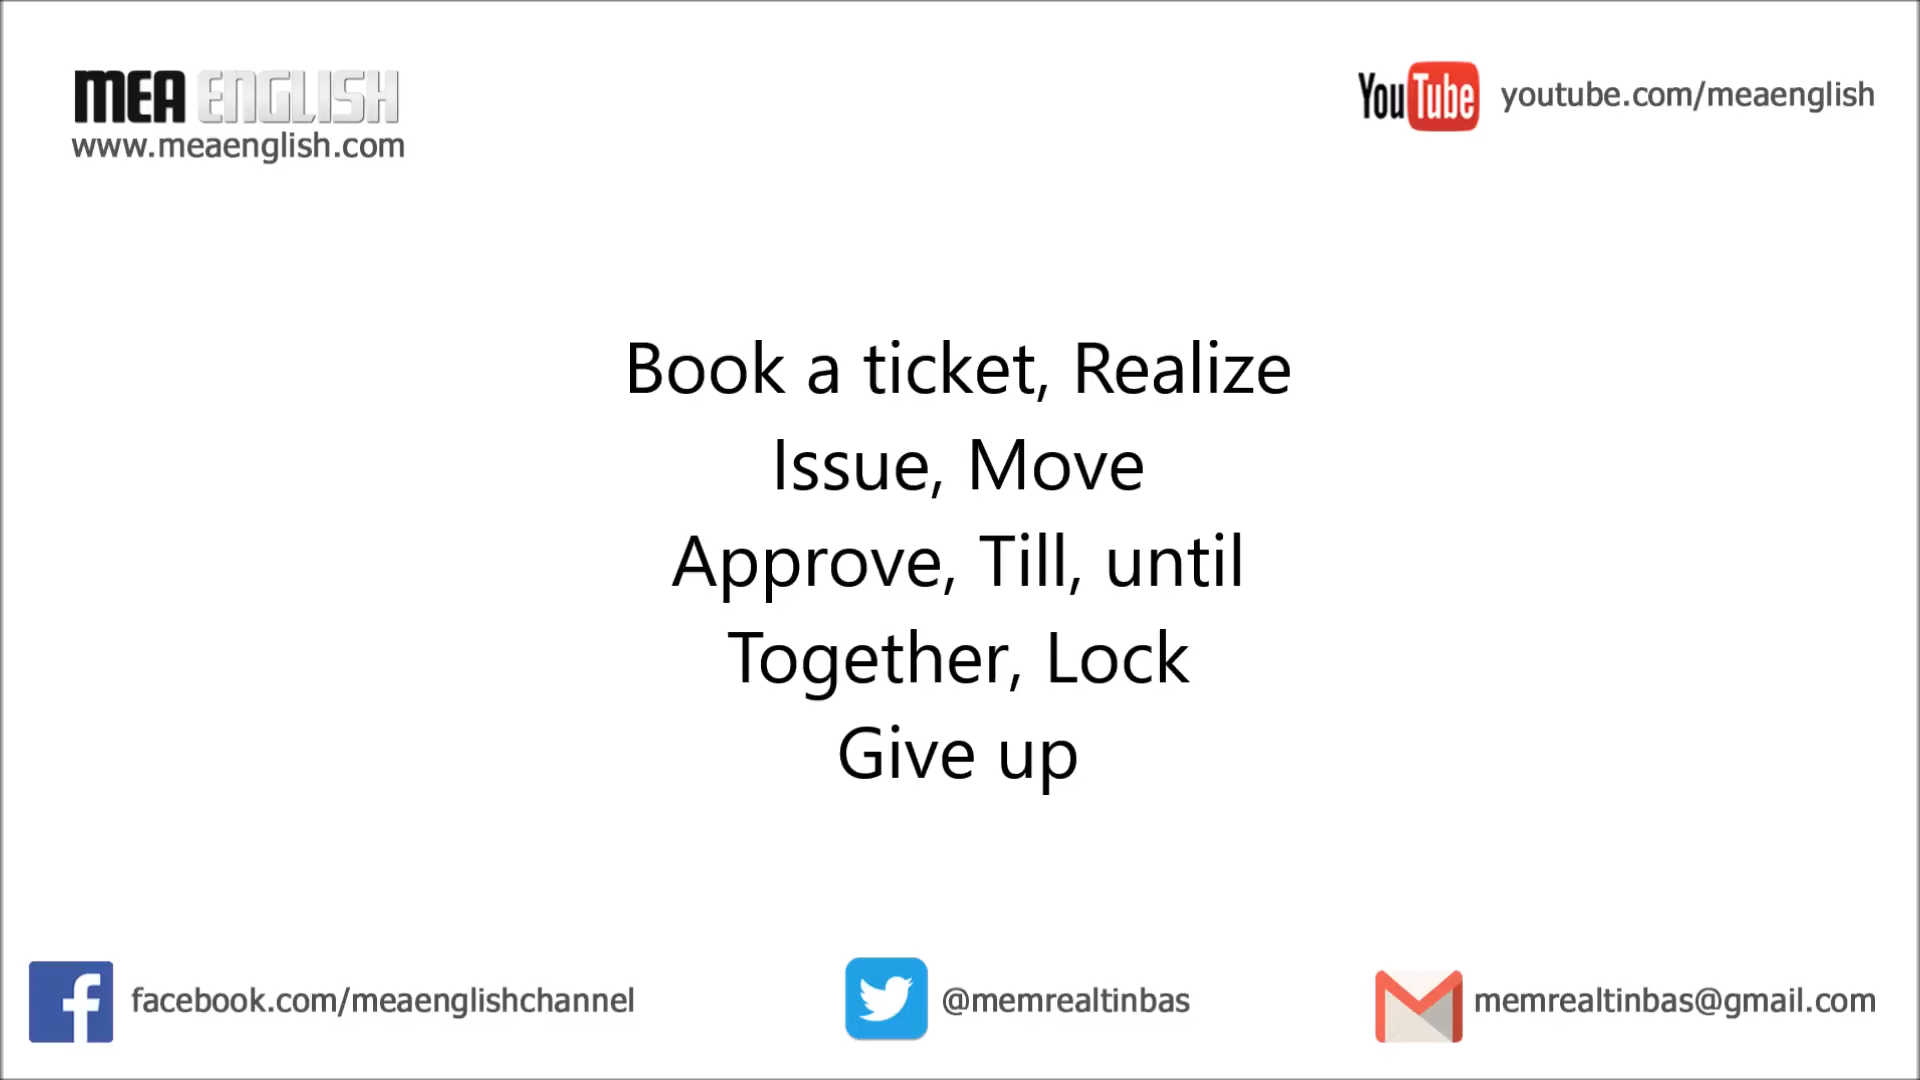 MEA ENGLISH
www.meaenglish.com
YouTube youtube.com/meaenglish
Book a ticket, Realize
Issue, Move
Approve, Till, until
Together, Lock
Give up
f facebook.com/meaenglishchannel
@memrealtinbas
memrealtinbas@gmail.com